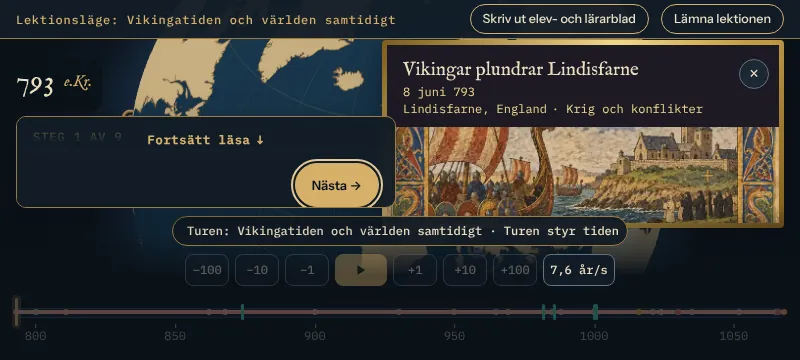 Lektionsläge: Vikingatiden och världen samtidigt
Skriv ut elev- och lärarblad
Lämna lektionen
793 e.Kr.
Vikingar plundrar Lindisfarne
8 juni 793
Lindisfarne, England · Krig och konflikter
×
STEG 1 AV 9
Fortsätt läsa ↓
Nästa →
Turen: Vikingatiden och världen samtidigt · Turen styr tiden
−100 −10 −1 ▶ +1 +10 +100 7,6 år/s
800 850 900 950 1000 1050